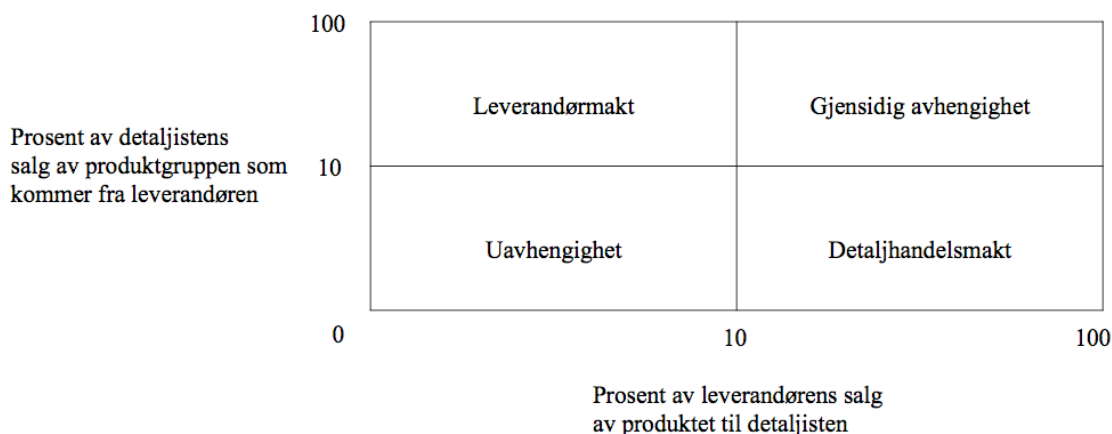 100
Leverandørmakt
Gjensidig avhengighet
Prosent av detaljistens
salg av produktgruppen som
kommer fra leverandøren
10
Uavhengighet
Detaljhandelsmakt
0
10
100
Prosent av leverandørens salg
av produktet til detaljisten